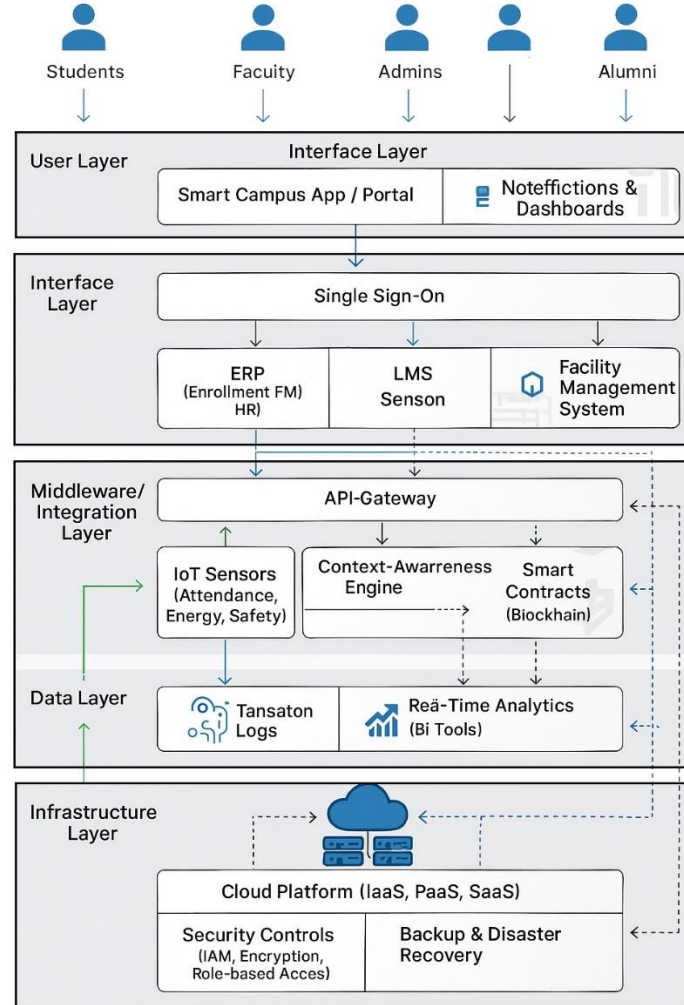 Students
Facuity
Admins
Alumni
User Layer
Interface Layer
Smart Campus App / Portal
Noteffictions &
Dashboards
Interface
Layer
Single Sign-On
ERP
(Enrollment FM)
HR)
LMS
Senson
Facility
Management
System
Middleware/
Integration
Layer
API-Gateway
IoT Sensors
(Attendance,
Energy, Safety)
Context-Awarreness
Engine
Smart
Contracts
(Biockhain)
Data Layer
Tansaton
Logs
Reä-Time Analytics
(Bi Tools)
Infrastructure
Layer
Cloud Platform (IaaS, PaaS, SaaS)
Security Controls
(IAM, Encryption,
Role-based Acces)
Backup & Disaster
Recovery